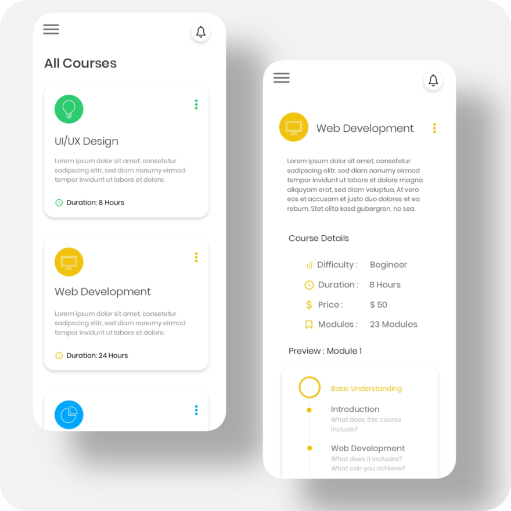 All Courses
UI/UX Design
Lorem ipsum dolor sit amet, consetetur
sadipscing elitr, sed diam nonumy eirmod
tempor invidunt ut labore et dolore.
Duration: 8 Hours
Web Development
Lorem ipsum dolor sit amet, consetetur
sadipscing elitr, sed diam nonumy eirmod
tempor invidunt ut labore et dolore.
Duration: 24 Hours
Web Development
Lorem ipsum dolor sit amet, consetetur
sadipscing elitr, sed diam nonumy eirmod
tempor invidunt ut labore et dolore magna
aliquyam erat, sed diam voluptua. At vero
eos et accusam et justo duo dolores et ea
rebum. Stet clita kasd gubergren, no sea.
Course Details
Difficulty : Begineer
Duration : 8 Hours
Price : $ 50
Modules : 23 Modules
Preview : Module 1
Basic Understanding
Introduction
What does this course
include?
Web Development
What does it includes?
What can you achieve?